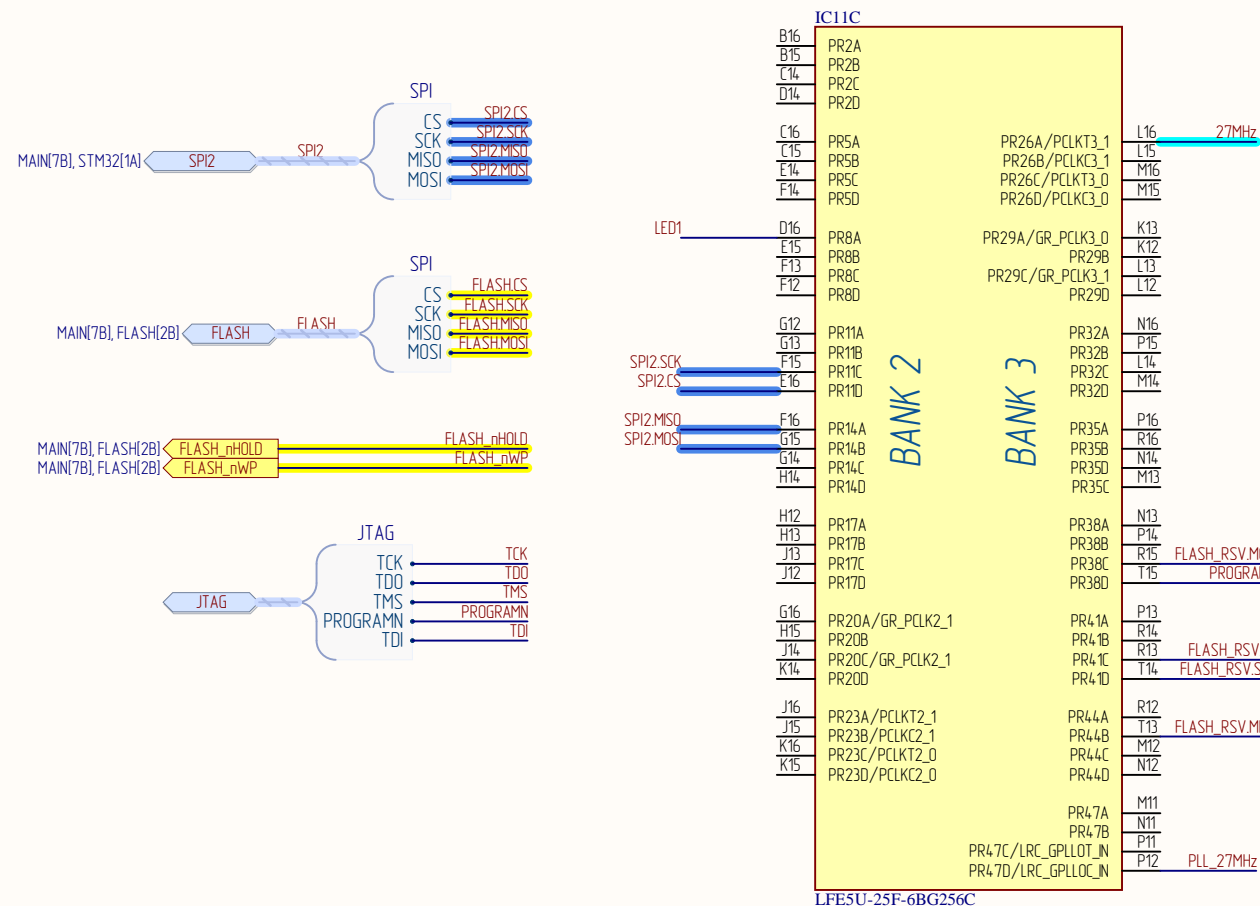 SPI
CS SPI2.CS
SCK SPI2.SCK
MISO SPI2.MISO
MOSI SPI2.MOSI
MAIN[7B], STM32[1A] SPI2 SPI2
SPI
CS FLASH.CS
SCK FLASH.SCK
MISO FLASH.MISO
MOSI FLASH.MOSI
MAIN[7B], FLASH[2B] FLASH FLASH
MAIN[7B], FLASH[2B] FLASH_nHOLD FLASH_nHOLD
MAIN[7B], FLASH[2B] FLASH_nWP FLASH_nWP
JTAG
TCK TCK
TDO TDO
TMS TMS
PROGRAMN PROGRAMN
TDI TDI
JTAG
IC11C
B16 PR2A
B15 PR2B
C14 PR2C
D14 PR2D
C16 PR5A
C15 PR5B
E14 PR5C
F14 PR5D
LED1 D16 PR8A
E15 PR8B
F13 PR8C
F12 PR8D
G12 PR11A
G13 PR11B
SPI2.SCK F15 PR11C
SPI2.CS E16 PR11D
SPI2.MISO F16 PR14A
SPI2.MOSI G15 PR14B
G14 PR14C
H14 PR14D
H12 PR17A
H13 PR17B
J13 PR17C
J12 PR17D
G16 PR20A/GR_PCLK2_1
H15 PR20B
J14 PR20C/GR_PCLK2_1
K14 PR20D
J16 PR23A/PCLKT2_1
J15 PR23B/PCLKC2_1
K16 PR23C/PCLKT2_0
K15 PR23D/PCLKC2_0
BANK 2
BANK 3
PR26A/PCLKT3_1 L16 27MHz
PR26B/PCLKC3_1 L15
PR26C/PCLKT3_0 M16
PR26D/PCLKC3_0 M15
PR29A/GR_PCLK3_0 K13
PR29B K12
PR29C/GR_PCLK3_1 L13
PR29D L12
PR32A N16
PR32B P15
PR32C L14
PR32D M14
PR35A P16
PR35B R16
PR35D N14
PR35C M13
PR38A N13
PR38B P14
PR38C R15 FLASH_RSV.M
PR38D T15 PROGRA
PR41A P13
PR41B R14
PR41C R13 FLASH_RSV
PR41D T14 FLASH_RSV.S
PR44A R12
PR44B T13 FLASH_RSV.M
PR44C M12
PR44D N12
PR47A M11
PR47B N11
PR47C/LRC_GPLL0T_IN P11
PR47D/LRC_GPLL0C_IN P12 PLL_27MHz
LFE5U-25F-6BG256C